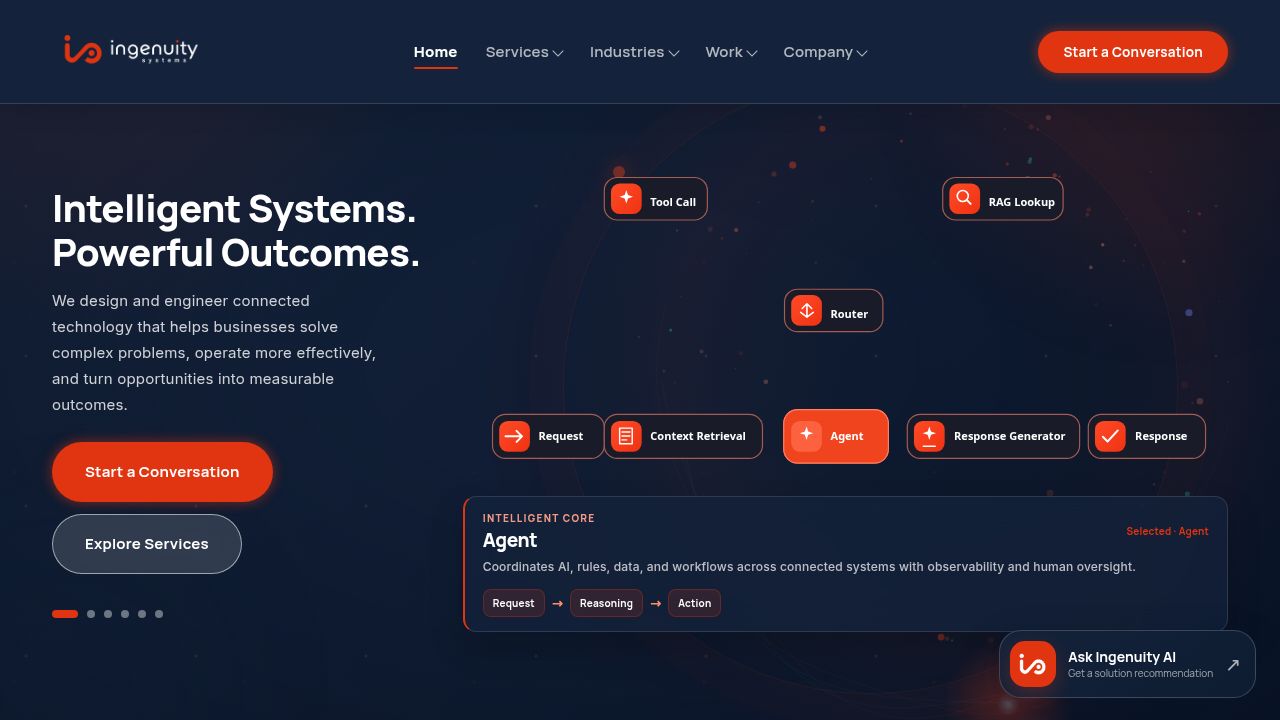 ingenuity
systems
Home
Services
Industries
Work
Company
Start a Conversation
Intelligent Systems.
Powerful Outcomes.
We design and engineer connected
technology that helps businesses solve
complex problems, operate more effectively,
and turn opportunities into measurable
outcomes.
Start a Conversation
Explore Services
Tool Call
RAG Lookup
Router
Request
Context Retrieval
Agent
Response Generator
Response
INTELLIGENT CORE
Agent
Selected · Agent
Coordinates AI, rules, data, and workflows across connected systems with observability and human oversight.
Request → Reasoning → Action
Ask Ingenuity AI
Get a solution recommendation ↗